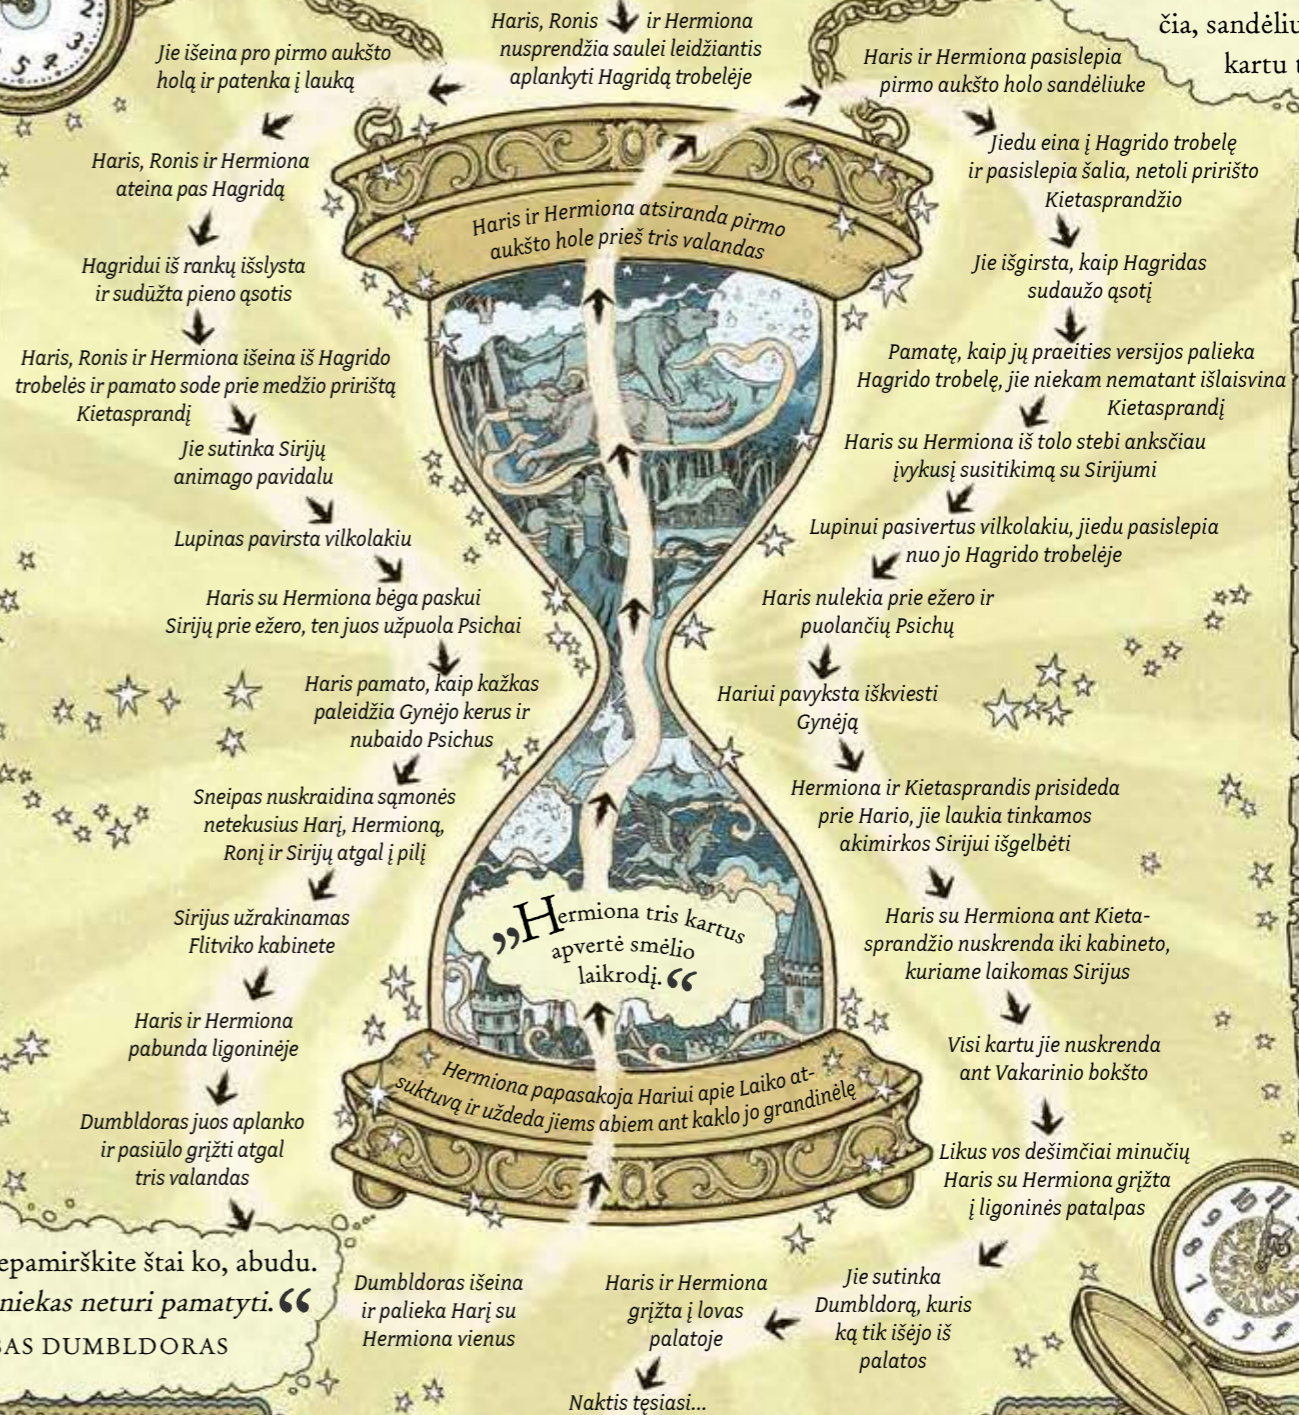 Haris, Ronis ir Hermiona
nusprendžia saulei leidžiantis
aplankyti Hagridą trobelėje
Jie išeina pro pirmo aukšto
holą ir patenka į lauką
Haris, Ronis ir Hermiona
ateina pas Hagridą
Hagridui iš rankų išslysta
ir sudūžta pieno ąsotis
Haris, Ronis ir Hermiona išeina iš Hagrido
trobelės ir pamato sode prie medžio pririštą
Kietasprandį
Jie sutinka Sirijų
animago pavidalu
Lupinas pavirsta vilkolakiu
Haris su Hermiona bėga paskui
Sirijų prie ežero, ten juos užpuola Psichai
Haris pamato, kaip kažkas
paleidžia Gynėjo kerus ir
nubaido Psichus
Sneipas nuskraidina sąmonės
netekusius Harį, Hermioną,
Ronį ir Sirijų atgal į pilį
Sirijus užrakinamas
Flitviko kabinete
Haris ir Hermiona
pabunda ligoninėje
Dumbldoras juos aplanko
ir pasiūlo grįžti atgal
tris valandas
epamirškite štai ko, abudu.
niekas neturi pamatyti.“
BAS DUMBLDORAS
Dumbldoras išeina
ir palieka Harį su
Hermiona vienus
Hermiona papasakoja Hariui apie Laiko at-
suktuvą ir uždeda jiems abiem ant kaklo jo grandinėlę
„Hermiona tris kartus
apvertė smėlio
laikrodį.“
Haris ir Hermiona atsiranda pirmo
aukšto hole prieš tris valandas
Haris ir Hermiona pasislepia
pirmo aukšto holo sandėliuke
čia, sandėliu
kartu t
Jiedu eina į Hagrido trobelę
ir pasislepia šalia, netoli pririšto
Kietasprandžio
Jie išgirsta, kaip Hagridas
sudaužo ąsotį
Pamatę, kaip jų praeities versijos palieka
Hagrido trobelę, jie niekam nematant išlaisvina
Kietasprandį
Haris su Hermiona iš tolo stebi anksčiau
įvykusį susitikimą su Sirijumi
Lupinui pasivertus vilkolakiu, jiedu pasislepia
nuo jo Hagrido trobelėje
Haris nulekia prie ežero ir
puolančių Psichų
Hariui pavyksta iškviesti
Gynėją
Hermiona ir Kietasprandis prisideda
prie Hario, jie laukia tinkamos
akimirkos Sirijui išgelbėti
Haris su Hermiona ant Kieta-
sprandžio nuskrenda iki kabineto,
kuriame laikomas Sirijus
Visi kartu jie nuskrenda
ant Vakarinio bokšto
Likus vos dešimčiai minučių
Haris su Hermiona grįžta
į ligoninės patalpas
Jie sutinka
Dumbldorą, kuris
ką tik išėjo iš
palatos
Haris ir Hermiona
grįžta į lovas
palatoje
Naktis tęsiasi...
2
3
4
5
11
10
9
8
7
6
5
4